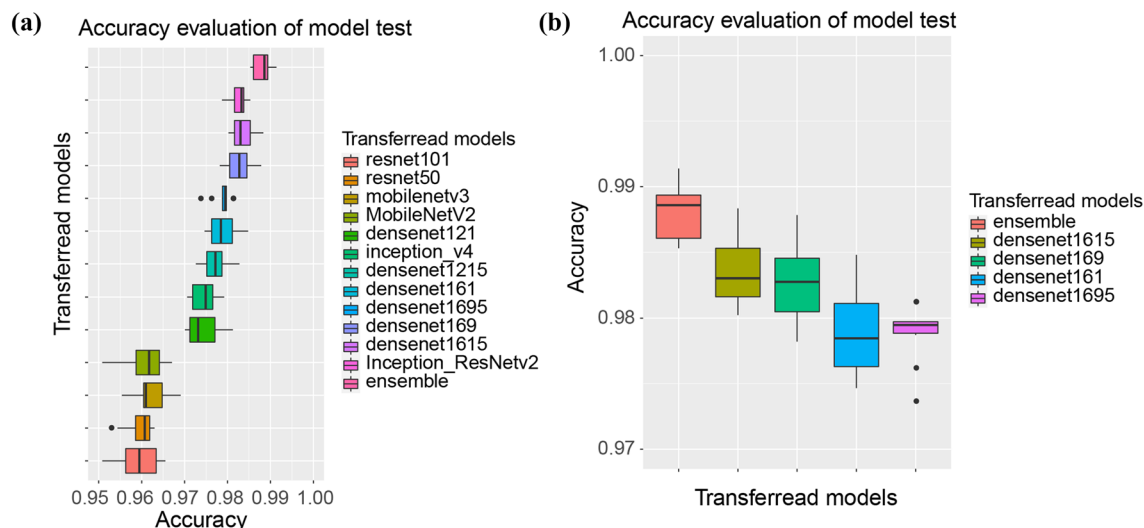 (a)
Accuracy evaluation of model test
Transferread models
0.95 0.96 0.97 0.98 0.99 1.00
Accuracy
Transferread models
resnet101
resnet50
mobilenetv3
MobileNetV2
densenet121
inception_v4
densenet1215
densenet161
densenet1695
densenet169
densenet1615
Inception_ResNetv2
ensemble
(b)
Accuracy evaluation of model test
Accuracy
1.00
0.99
0.98
0.97
Transferread models
Transferread models
ensemble
densenet1615
densenet169
densenet161
densenet1695